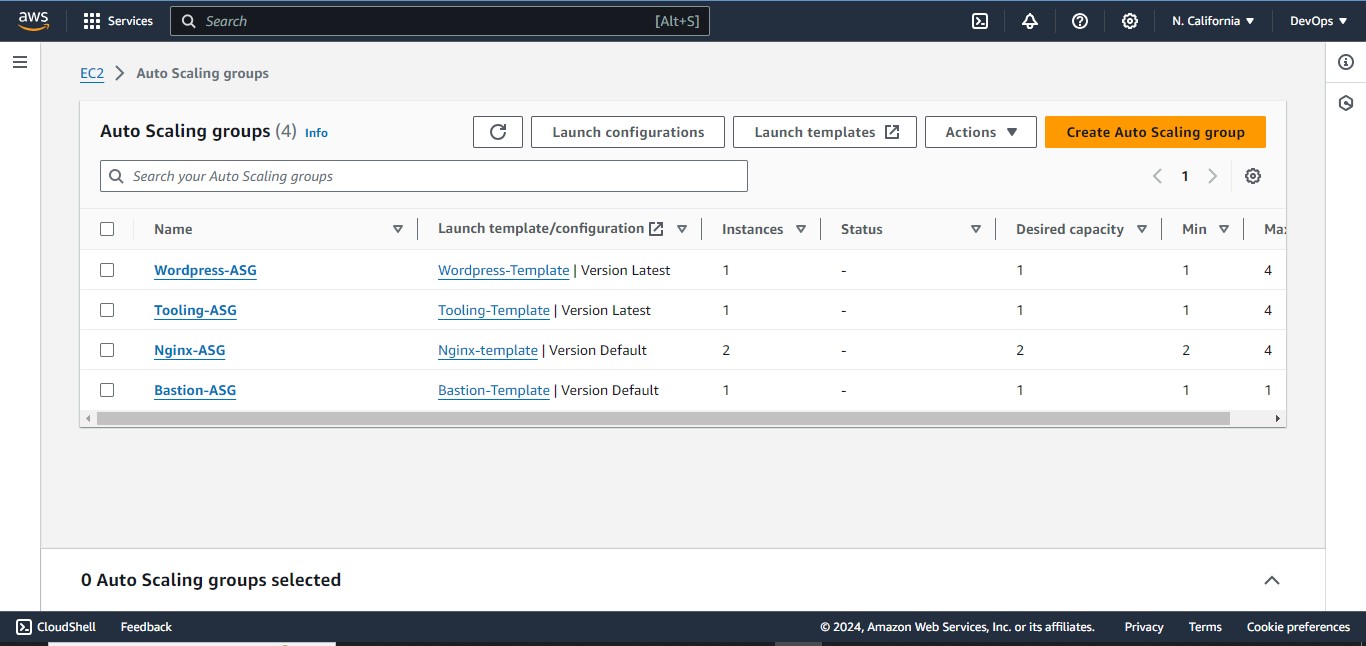 aws Services Search [Alt+S] N. California DevOps
EC2 Auto Scaling groups
Auto Scaling groups (4) Info Launch configurations Launch templates Actions Create Auto Scaling group
Search your Auto Scaling groups 1
Name Launch template/configuration Instances Status Desired capacity Min
Wordpress-ASG Wordpress-Template | Version Latest 1 - 1 1 4
Tooling-ASG Tooling-Template | Version Latest 1 - 1 1 4
Nginx-ASG Nginx-template | Version Default 2 - 2 2 4
Bastion-ASG Bastion-Template | Version Default 1 - 1 1 1
0 Auto Scaling groups selected
CloudShell Feedback © 2024, Amazon Web Services, Inc. or its affiliates. Privacy Terms Cookie preferences